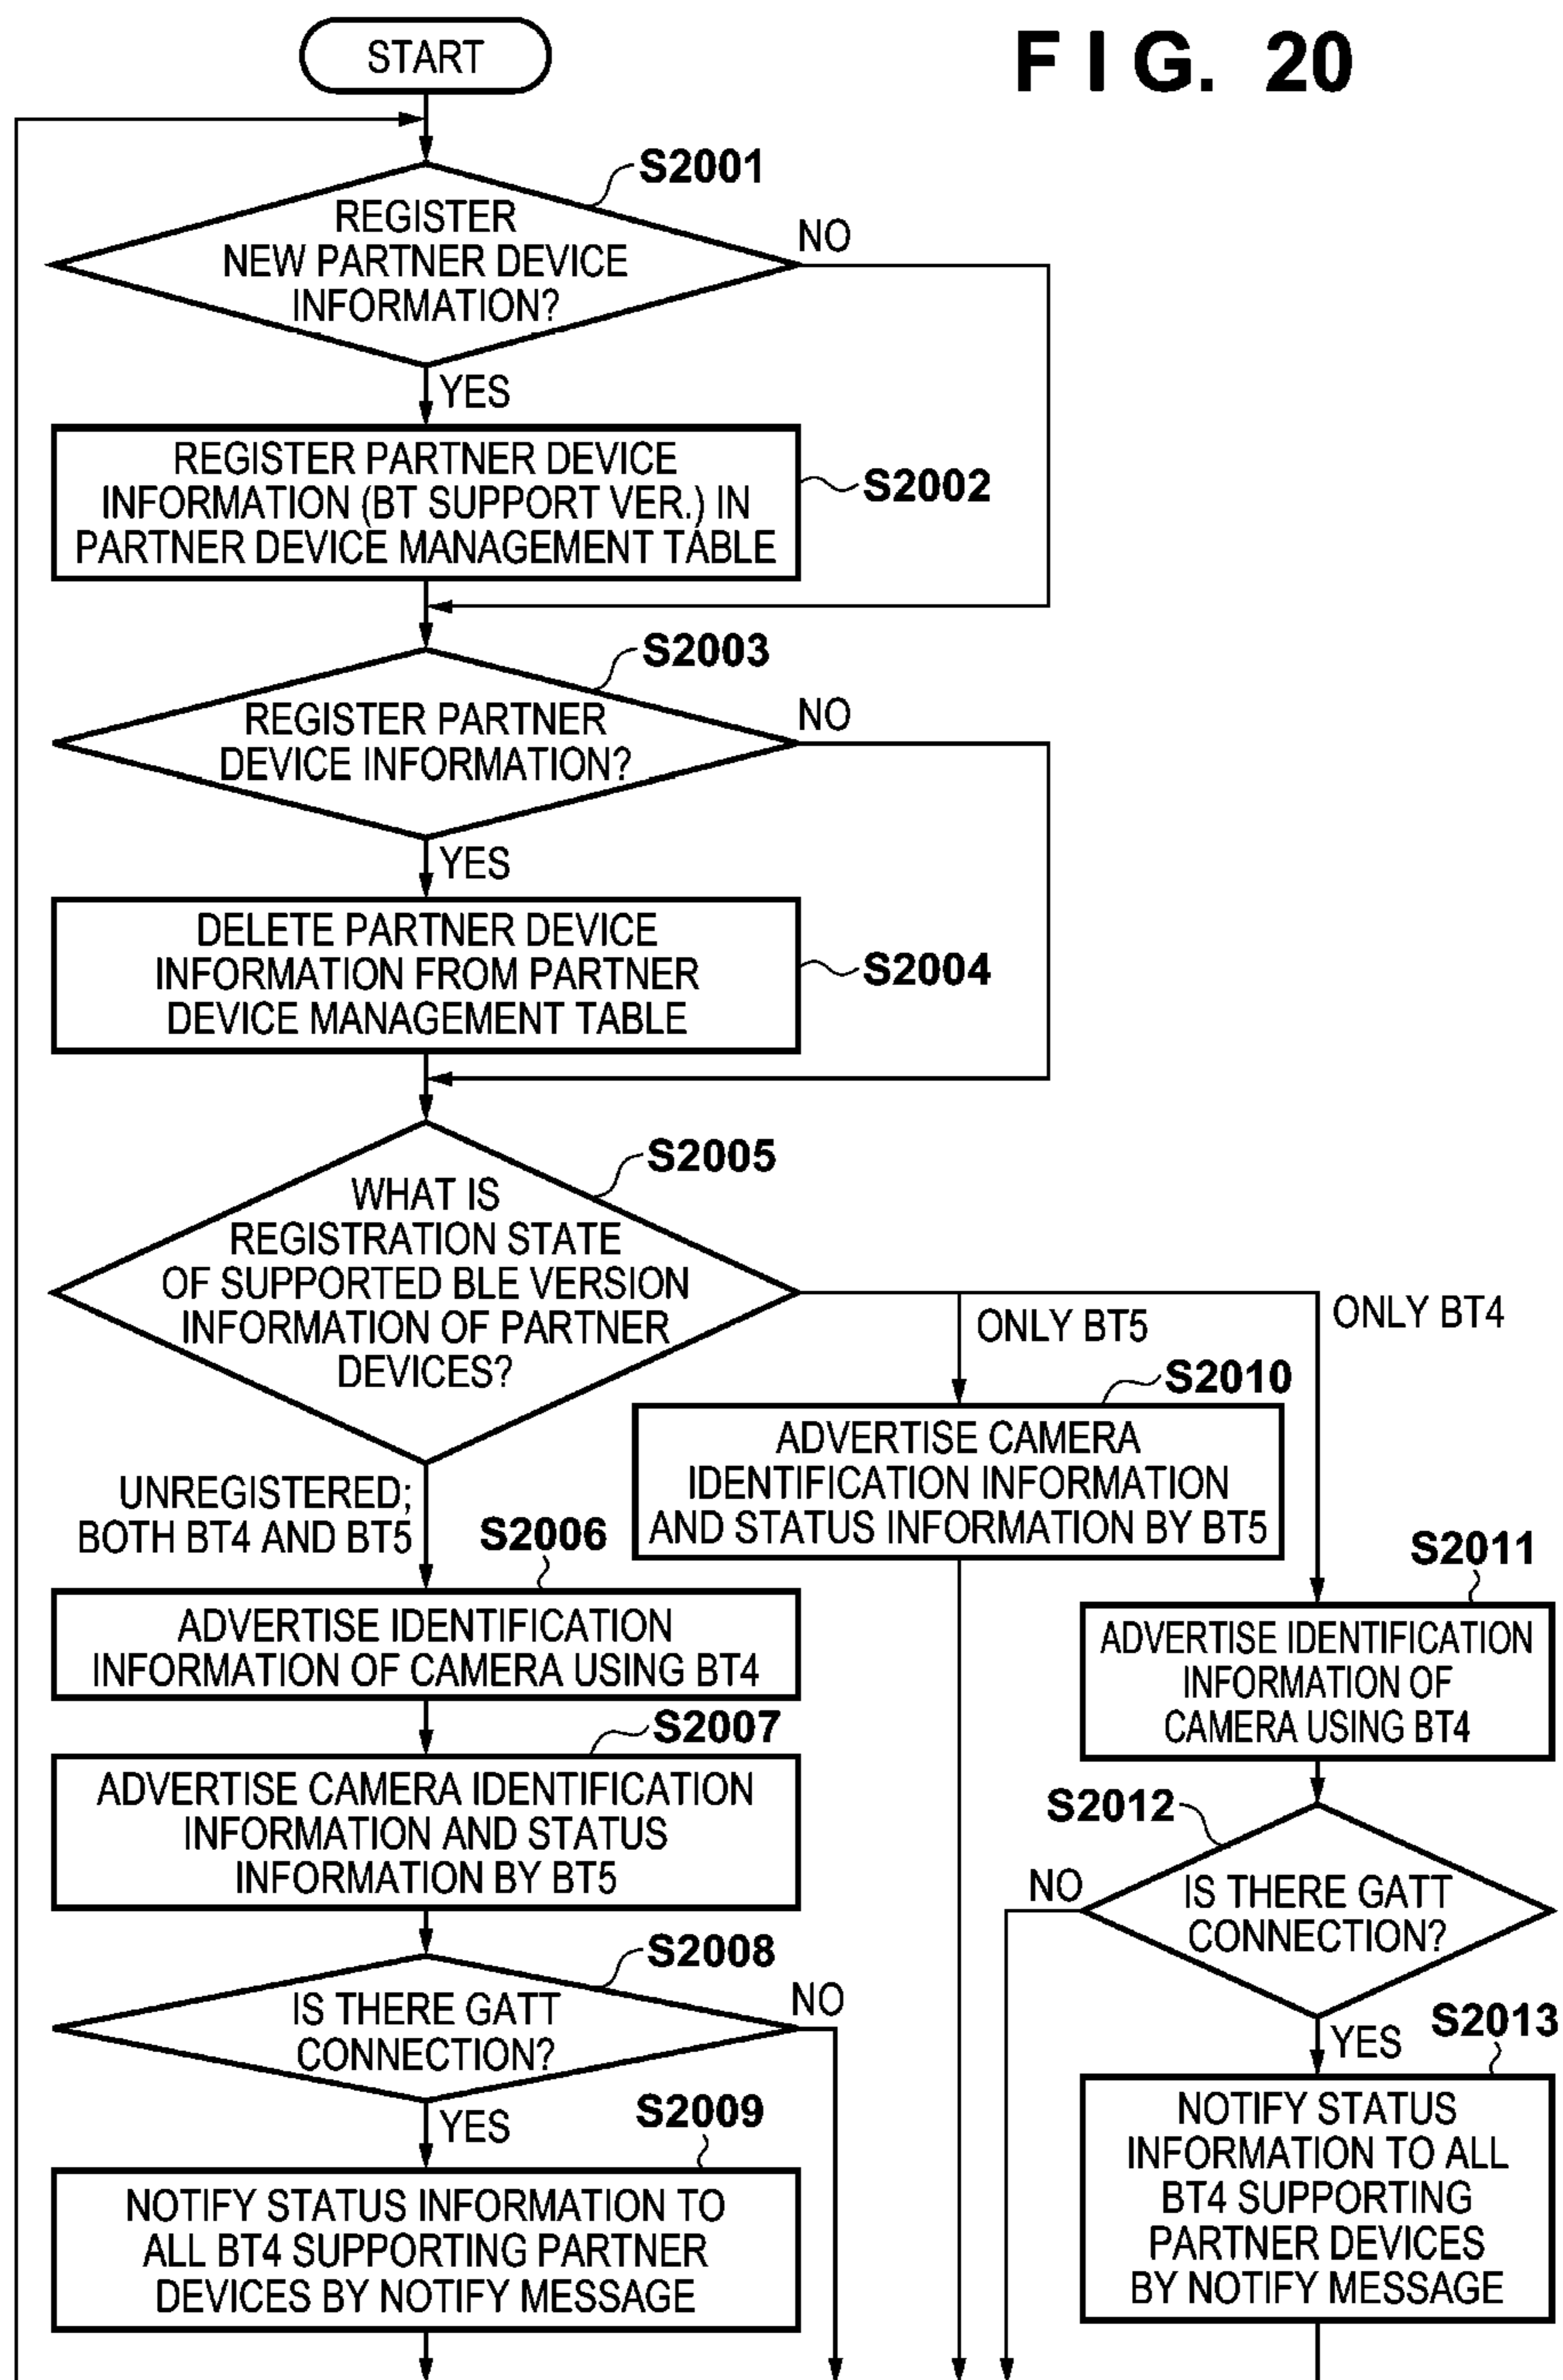 FIG. 20
START
S2001
REGISTER
NEW PARTNER DEVICE
INFORMATION?
NO
YES
REGISTER PARTNER DEVICE
INFORMATION (BT SUPPORT VER.) IN
PARTNER DEVICE MANAGEMENT TABLE
S2002
S2003
REGISTER PARTNER
DEVICE INFORMATION?
NO
YES
DELETE PARTNER DEVICE
INFORMATION FROM PARTNER
DEVICE MANAGEMENT TABLE
S2004
S2005
WHAT IS
REGISTRATION STATE
OF SUPPORTED BLE VERSION
INFORMATION OF PARTNER
DEVICES?
ONLY BT5
ONLY BT4
UNREGISTERED;
BOTH BT4 AND BT5
S2006
ADVERTISE IDENTIFICATION
INFORMATION OF CAMERA USING BT4
S2007
ADVERTISE CAMERA IDENTIFICATION
INFORMATION AND STATUS
INFORMATION BY BT5
S2008
IS THERE GATT
CONNECTION?
NO
YES
S2009
NOTIFY STATUS INFORMATION TO
ALL BT4 SUPPORTING PARTNER
DEVICES BY NOTIFY MESSAGE
S2010
ADVERTISE CAMERA
IDENTIFICATION INFORMATION
AND STATUS INFORMATION BY BT5
S2011
ADVERTISE IDENTIFICATION
INFORMATION OF
CAMERA USING BT4
S2012
IS THERE GATT
CONNECTION?
NO
YES
S2013
NOTIFY STATUS
INFORMATION TO ALL
BT4 SUPPORTING
PARTNER DEVICES
BY NOTIFY MESSAGE